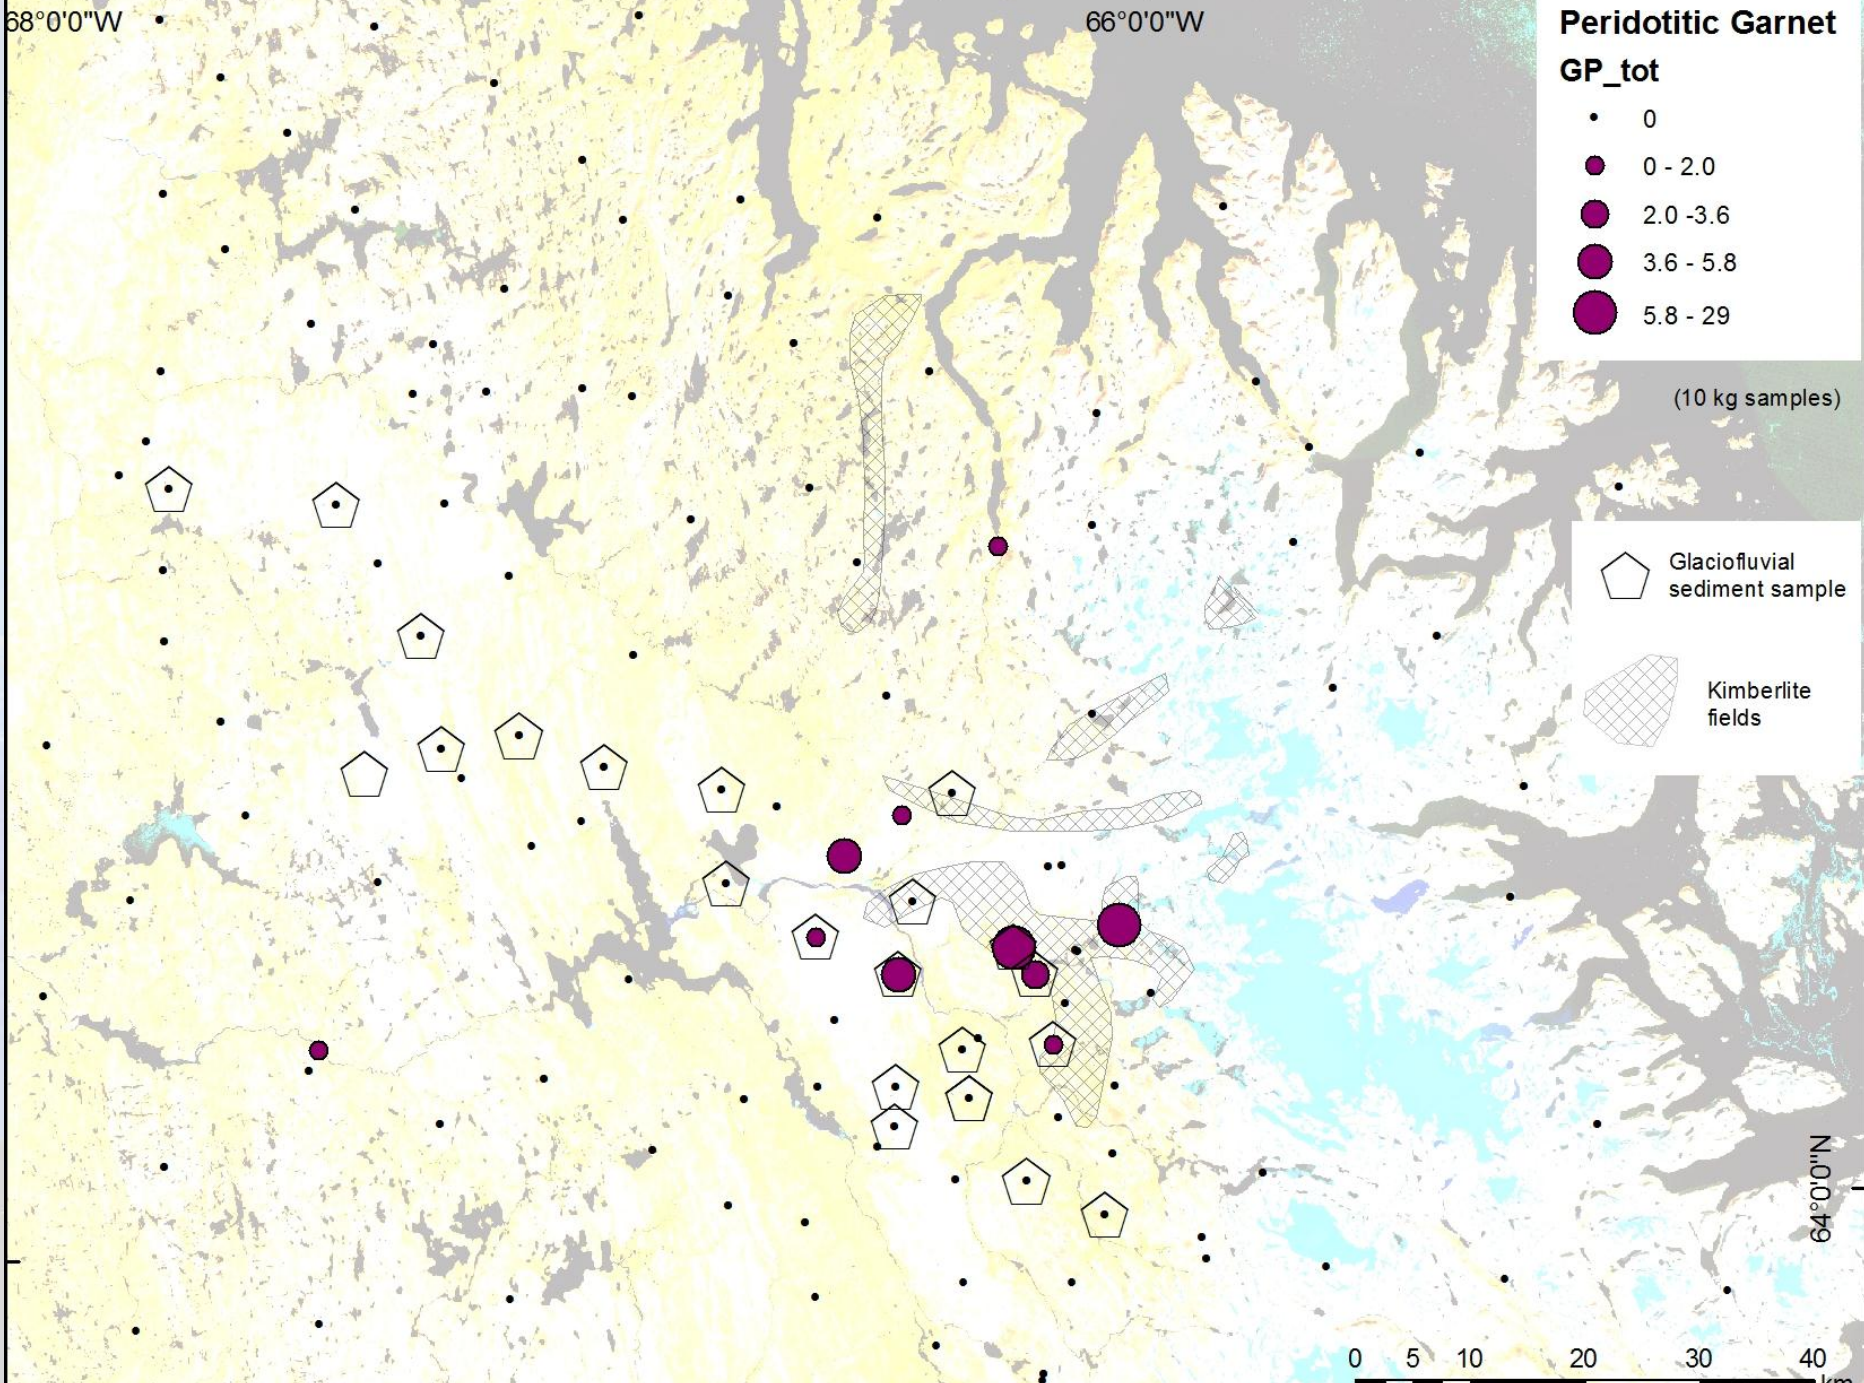 68°0'0"W
66°0'0"W
Peridotitic Garnet
GP_tot
0
0 - 2.0
2.0 -3.6
3.6 - 5.8
5.8 - 29
(10 kg samples)
Glaciofluvial
sediment sample
Kimberlite
fields
64°0'0"N
0 5 10 20 30 40
km